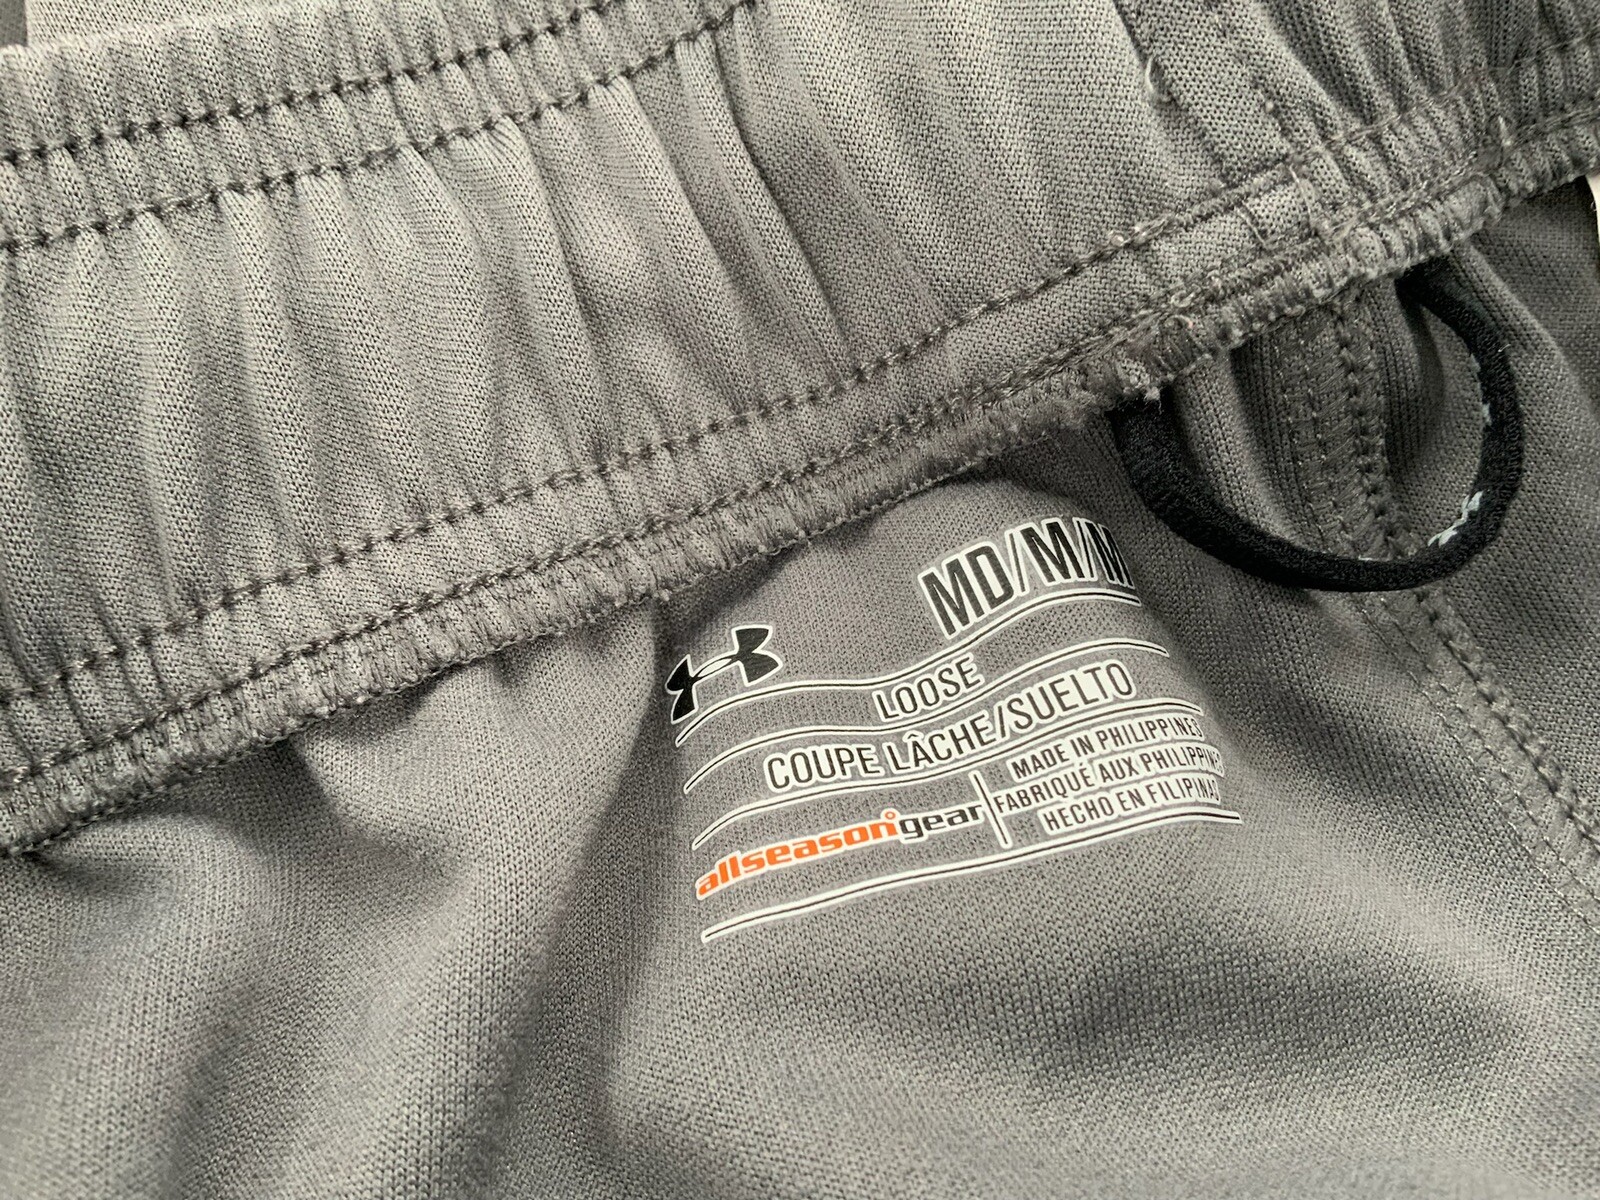 MD/M/M
LOOSE
COUPE LÂCHE/SUELTO
allseasongear
MADE IN PHILIPPINES
FABRIQUÉ AUX PHILIPPINES
HECHO EN FILIPINAS